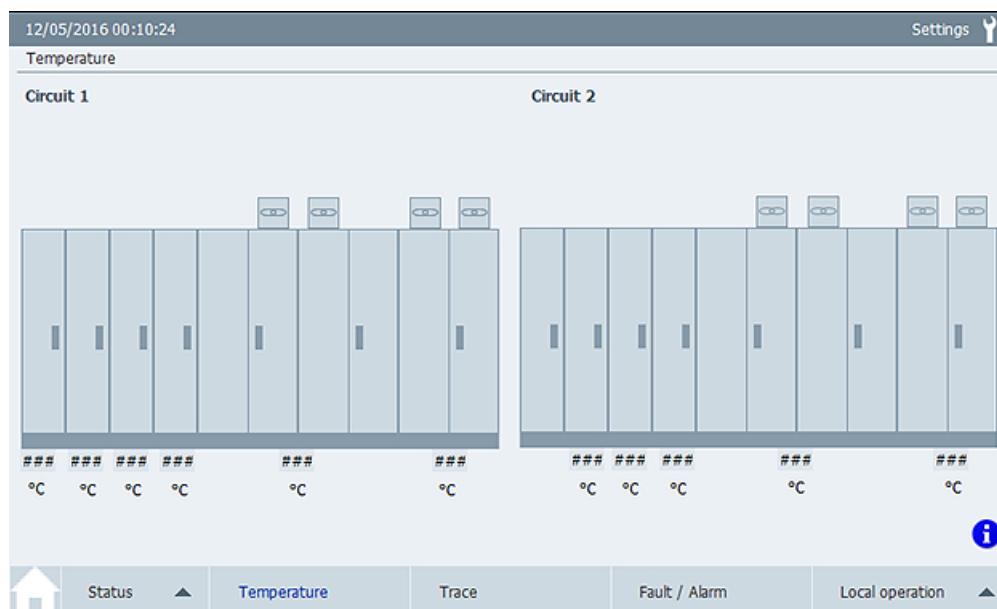 12/05/2016 00:10:24 Settings
Temperature
Circuit 1 Circuit 2
### ### ### ### ### ### ### ### ### ### ###
°C °C °C °C °C °C °C °C °C °C °C
i
Status Temperature Trace Fault / Alarm Local operation